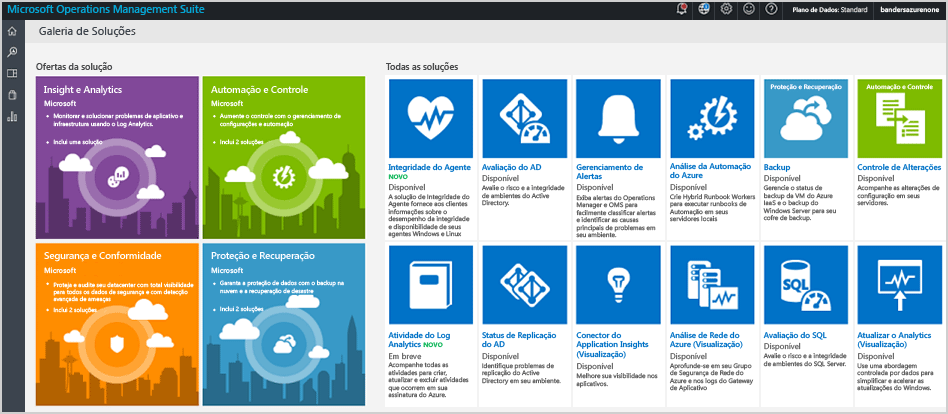 Microsoft Operations Management Suite
Plano de Dados: Standard
bandersazurenone
Galeria de Soluções
Ofertas da solução
Insight e Analytics
Microsoft
• Monitorar e solucionar problemas de aplicativo e
infraestrutura usando o Log Analytics.
• Inclui uma solução
Automação e Controle
Microsoft
• Aumente o controle com o gerenciamento de
configurações e automação
• Inclui 2 soluções
Segurança e Conformidade
Microsoft
• Proteja e audite seu datacenter com total visibilidade
para todos os dados de segurança e com detecção
avançada de ameaças
• Inclui 2 soluções
Proteção e Recuperação
Microsoft
• Garanta a proteção de dados com o backup na
nuvem e a recuperação de desastre
• Inclui 2 soluções
Todas as soluções
Integridade do Agente
NOVO
Disponível
A solução de integridade do
Agente fornece aos clientes
informações sobre o
desempenho da integridade
e disponibilidade de seus
agentes Windows e Linux
Avaliação do AD
Disponível
Avalie o risco e a integridade
de ambientes do Active
Directory.
Gerenciamento de
Alertas
Disponível
Exiba alertas do Operations
Manager e OMS para
facilmente classificar alertas
e identificar as causas
principais de problemas em
seu ambiente.
Análise da Automação
do Azure
Disponível
Crie Hybrid Runbook Workers
para executar runbooks de
Automação em seus
servidores locais
Proteção e Recuperação
Backup
Disponível
Gerencie o status de
backup de VM do Azure
IaaS e o backup do
Windows Server para seu
cofre de backup.
Automação e Controle
Controle de Alterações
Disponível
Acompanhe as alterações de
configuração em seus
servidores.
Atividade do Log
Analytics NOVO
Em breve
Acompanhe todas as
atividades para criar,
atualizar e excluir atividades
que ocorrem em sua
assinatura do Azure.
Status de Replicação
do AD
Disponível
Identifique problemas de
replicação do Active
Directory em seu ambiente.
Conector do
Application Insights
(Visualização)
Disponível
Melhore sua visibilidade nos
aplicativos.
Análise de Rede do
Azure (Visualização)
Disponível
Aprofunde-se em seu Grupo
de Segurança de Rede do
Azure e nos logs do Gateway
de Aplicativo
SQL
Avaliação do SQL
Disponível
Avalie o risco e a integridade
de ambientes do SQL Server.
Atualizar o Analytics
(Visualização)
Disponível
Use uma abordagem
controlada por dados para
simplificar e acelerar as
atualizações do Windows.